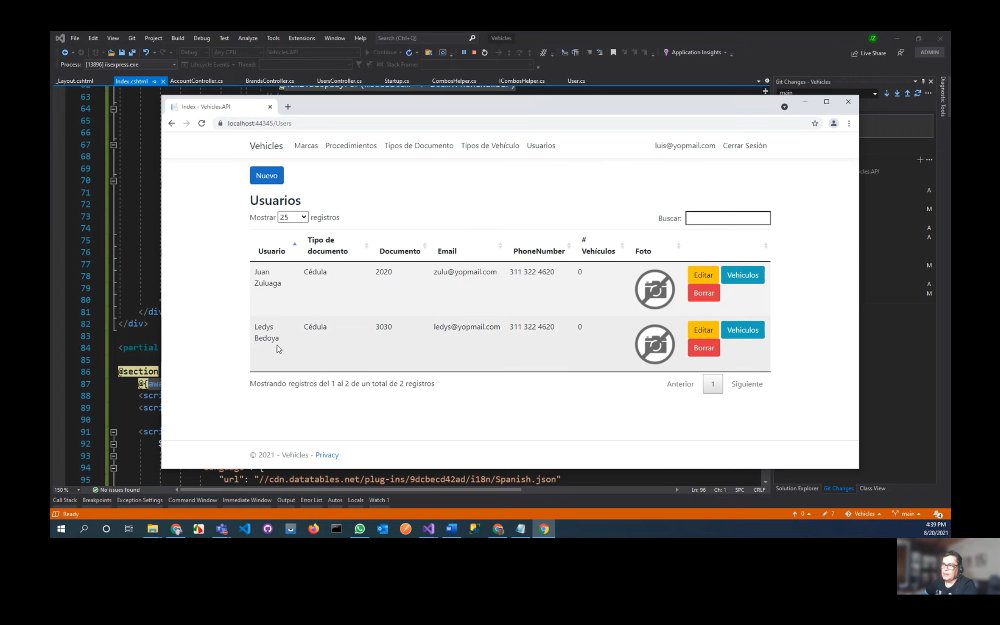 File Edit View Git Project Build Debug Test Analyze Tools Extensions Window Help Search (Ctrl+Q) Vehicles JZ
Debug Any CPU Vehicles.API Continue Application Insights Live Share ADMIN
Process: [13896] iisexpress.exe Lifecycle Events Thread: Stack Frame:
_Layout.cshtml Index.cshtml AccountController.cs BrandsController.cs UsersController.cs Startup.cs CombosHelper.cs ICombosHelper.cs User.cs
Git Changes - Vehicles
Diagnostic Tools
main
Index - Vehicles.API
localhost:44345/Users
Vehicles Marcas Procedimientos Tipos de Documento Tipos de Vehículo Usuarios luis@yopmail.com Cerrar Sesión
Nuevo
Usuarios
Mostrar 25 registros Buscar:
Usuario Tipo de documento Documento Email PhoneNumber # Vehículos Foto
Juan Zuluaga Cédula 2020 zulu@yopmail.com 311 322 4620 0 Editar Vehiculos Borrar
Ledys Bedoya Cédula 3030 ledys@yopmail.com 311 322 4620 0 Editar Vehiculos Borrar
Mostrando registros del 1 al 2 de un total de 2 registros Anterior 1 Siguiente
© 2021 - Vehicles - Privacy
63
64
65
66
67
68
69
70
71
72
73
74
75
76
77
78
79
80 <
81 </div
82 </div>
83
84 <partial
85
86 @section
87 @{awa
88 <scri
89 <scri
90
91 <scri
92 $
93
94
95 "url": "//cdn.datatables.net/plug-ins/9dcbecd42ad/i18n/Spanish.json"
cles.API
A
M
A
A
M
A
M
150 % No issues found Ln: 96 Ch: 1 SPC CRLF
Solution Explorer Git Changes Class View
Call Stack Breakpoints Exception Settings Command Window Immediate Window Output Error List Autos Locals Watch 1
Ready 0 7 Vehicles main 4
4:39 PM
8/20/2021